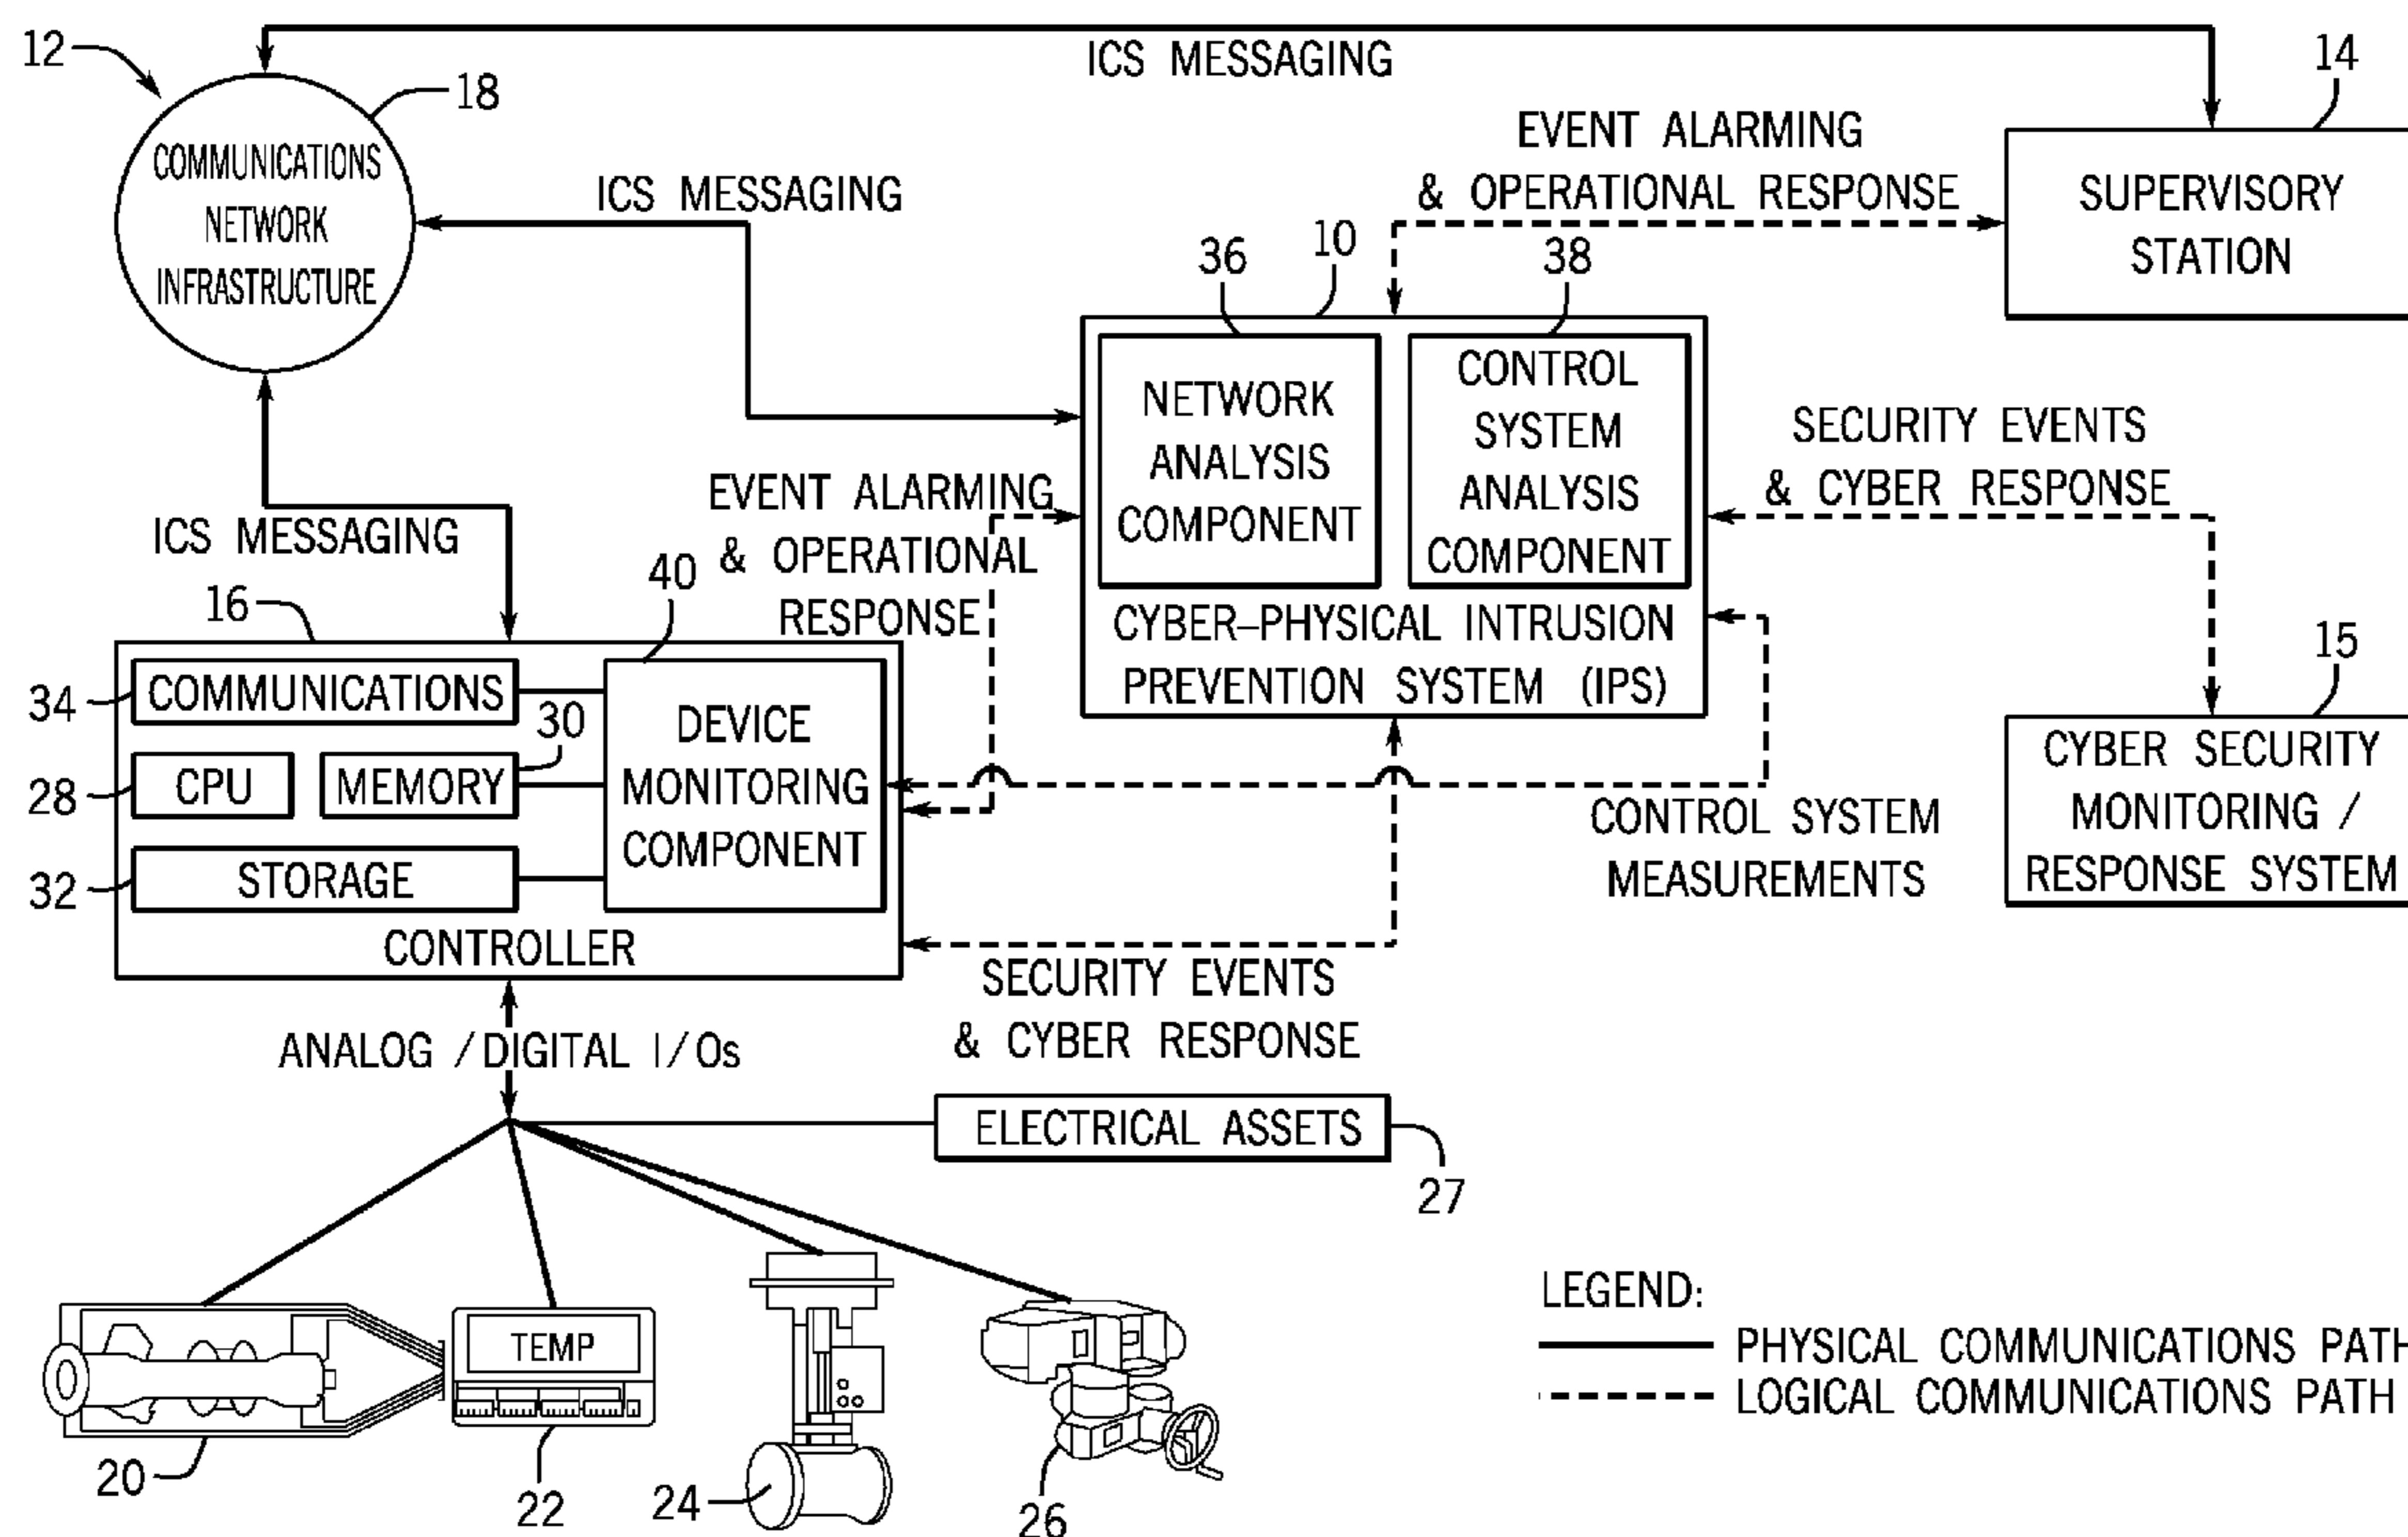 12
18
COMMUNICATIONS
NETWORK
INFRASTRUCTURE
ICS MESSAGING
14
SUPERVISORY
STATION
EVENT ALARMING
& OPERATIONAL RESPONSE
ICS MESSAGING
10
36
38
NETWORK
ANALYSIS
COMPONENT
CONTROL
SYSTEM
ANALYSIS
COMPONENT
CYBER–PHYSICAL INTRUSION
PREVENTION SYSTEM (IPS)
SECURITY EVENTS
& CYBER RESPONSE
EVENT ALARMING
& OPERATIONAL
RESPONSE
ICS MESSAGING
16
40
34
COMMUNICATIONS
30
28
CPU
MEMORY
32
STORAGE
DEVICE
MONITORING
COMPONENT
CONTROLLER
15
CYBER SECURITY
MONITORING /
RESPONSE SYSTEM
CONTROL SYSTEM
MEASUREMENTS
SECURITY EVENTS
& CYBER RESPONSE
ANALOG / DIGITAL I/Os
ELECTRICAL ASSETS
27
TEMP
20
22
24
26
LEGEND:
PHYSICAL COMMUNICATIONS PATH
LOGICAL COMMUNICATIONS PATH